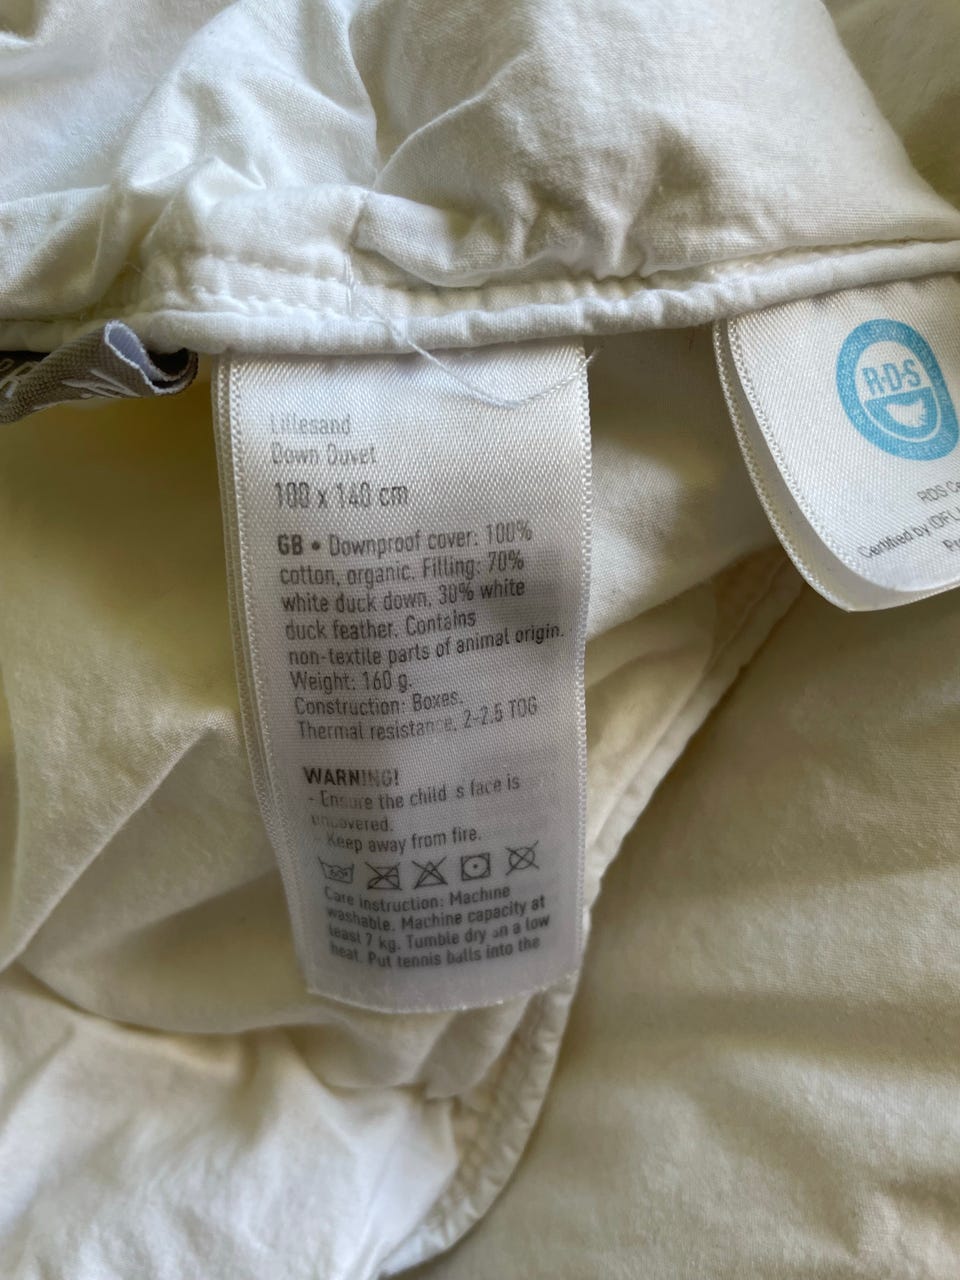 Lillesand
Down Duvet
100 x 140 cm
GB • Downproof cover: 100%
cotton, organic. Filling: 70%
white duck down, 30% white
duck feather. Contains
non-textile parts of animal origin.
Weight: 160 g.
Construction: Boxes.
Thermal resistance. 2-2.5 TOG
WARNING!
- Ensure the child s face is
uncovered.
Keep away from fire.
60°
Care instruction: Machine
washable. Machine capacity at
least 7 kg. Tumble dry on a low
heat. Put tennis balls into the
R·D·S
RDS
Certified by IDFL